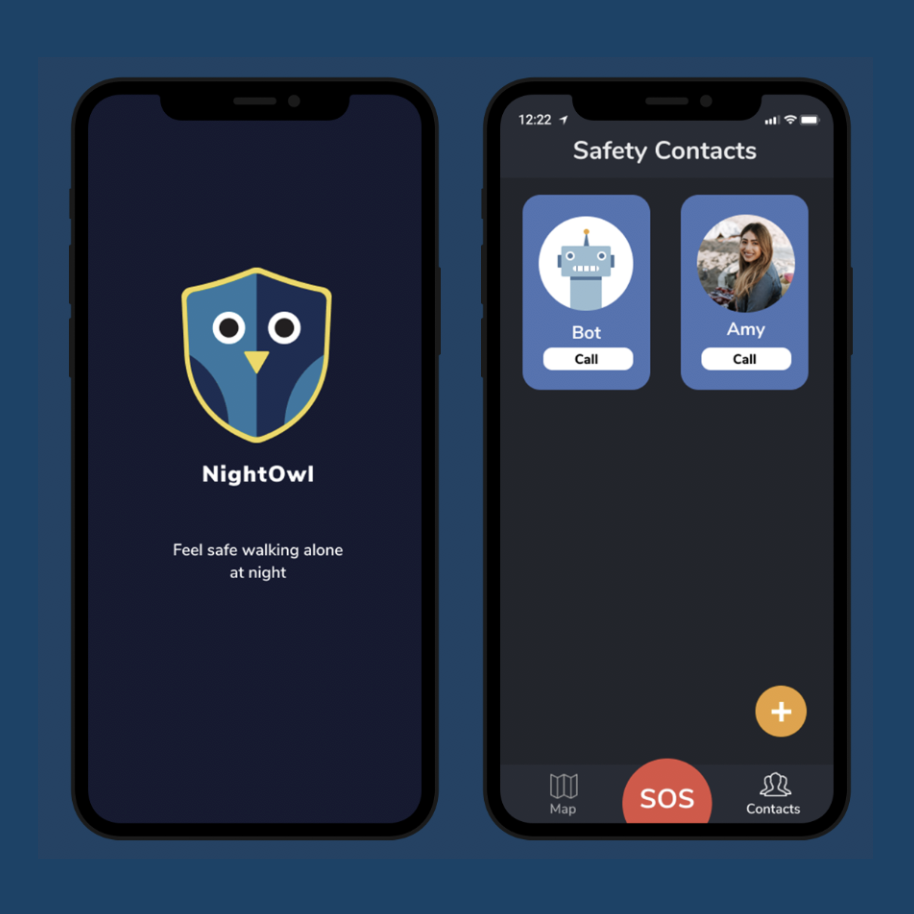 NightOwl
Feel safe walking alone
at night
12:22
Safety Contacts
Bot
Call
Amy
Call
+
Map
SOS
Contacts